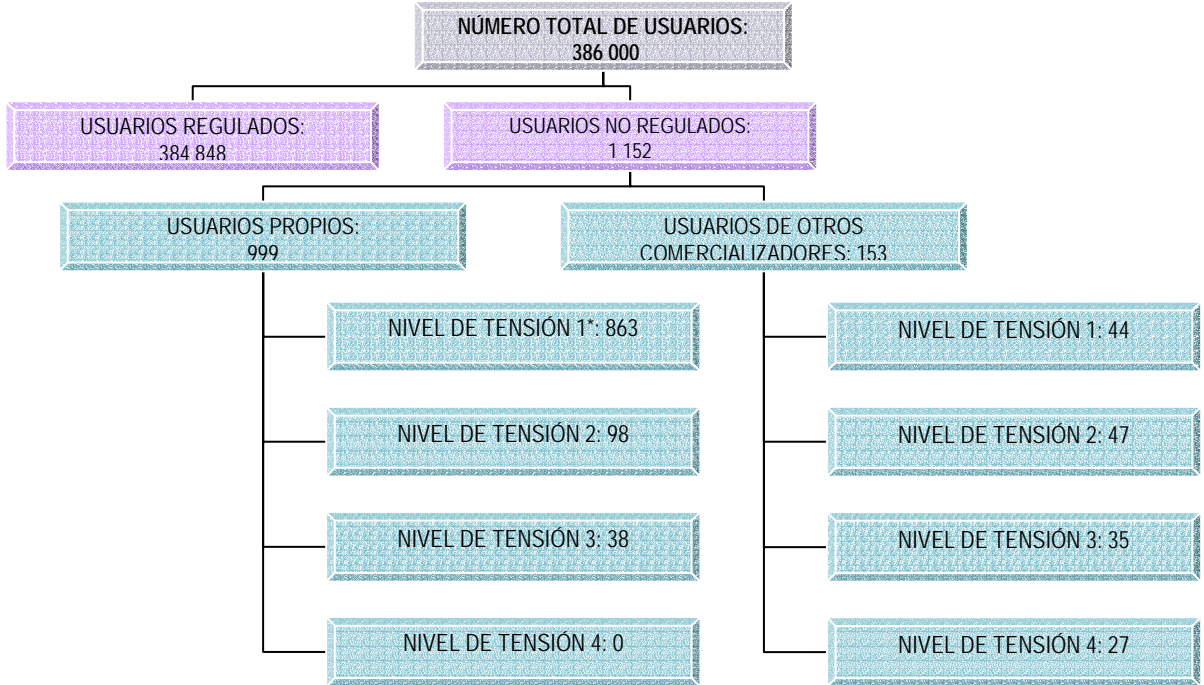 NÚMERO TOTAL DE USUARIOS:
386 000
USUARIOS REGULADOS:
384 848
USUARIOS NO REGULADOS:
1 152
USUARIOS PROPIOS:
999
USUARIOS DE OTROS
COMERCIALIZADORES: 153
NIVEL DE TENSIÓN 1*: 863
NIVEL DE TENSIÓN 2: 98
NIVEL DE TENSIÓN 3: 38
NIVEL DE TENSIÓN 4: 0
NIVEL DE TENSIÓN 1: 44
NIVEL DE TENSIÓN 2: 47
NIVEL DE TENSIÓN 3: 35
NIVEL DE TENSIÓN 4: 27